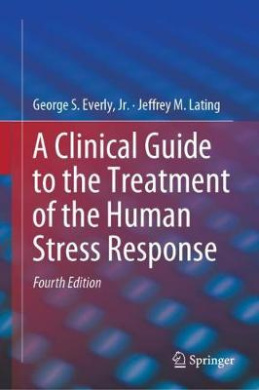 George S. Everly, Jr. · Jeffrey M. Lating
A Clinical Guide
to the Treatment
of the Human
Stress Response
Fourth Edition
Springer